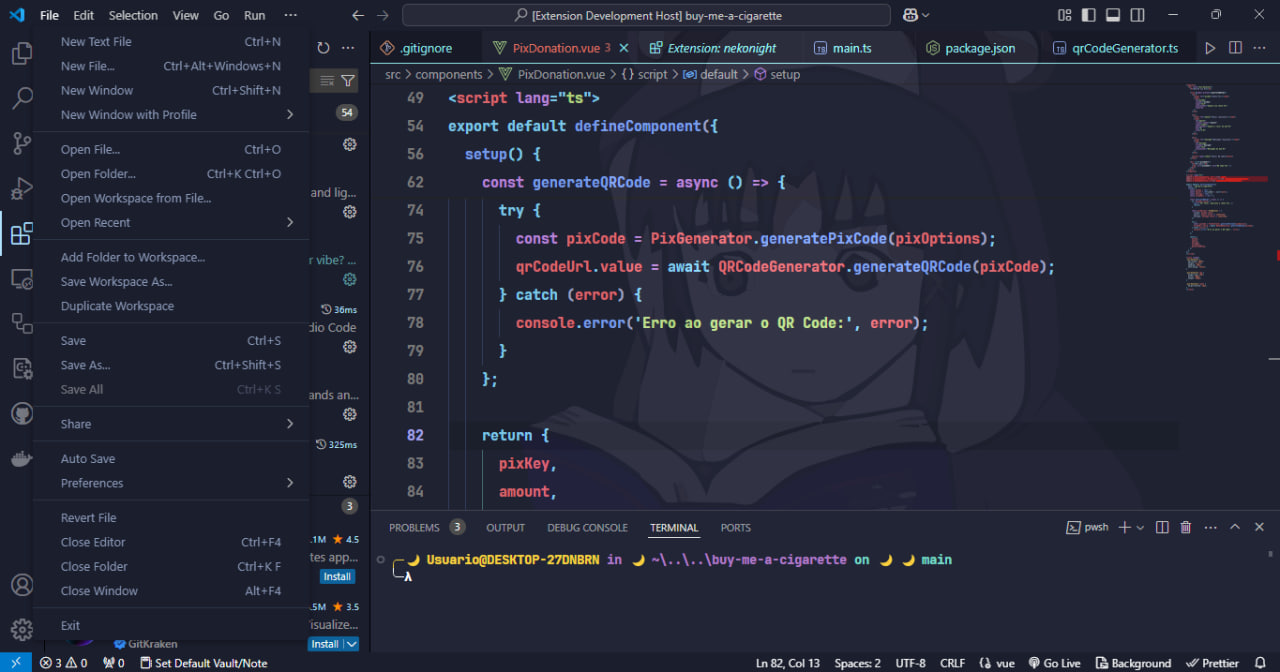 File Edit Selection View Go Run ··· [Extension Development Host] buy-me-a-cigarette
New Text File Ctrl+N
New File... Ctrl+Alt+Windows+N
New Window Ctrl+Shift+N
New Window with Profile
Open File... Ctrl+O
Open Folder... Ctrl+K Ctrl+O
Open Workspace from File...
Open Recent
Add Folder to Workspace...
Save Workspace As...
Duplicate Workspace
Save Ctrl+S
Save As... Ctrl+Shift+S
Save All Ctrl+K S
Share
Auto Save
Preferences
Revert File
Close Editor Ctrl+F4
Close Folder Ctrl+K F
Close Window Alt+F4
Exit
54
and lig...
r vibe? ...
36ms
dio Code
ands an...
325ms
3
.1M ★ 4.5
tes app...
Install
.5M ★ 3.5
isualize...
GitKraken Install
.gitignore PixDonation.vue 3 Extension: nekonight TS main.ts package.json TS qrCodeGenerator.ts
src > components > PixDonation.vue > {} script > default > setup
49 <script lang="ts">
54 export default defineComponent({
56 setup() {
62 const generateQRCode = async () => {
74 try {
75 const pixCode = PixGenerator.generatePixCode(pixOptions);
76 qrCodeUrl.value = await QRCodeGenerator.generateQRCode(pixCode);
77 } catch (error) {
78 console.error('Erro ao gerar o QR Code:', error);
79 }
80 };
81
82 return {
83 pixKey,
84 amount,
PROBLEMS 3 OUTPUT DEBUG CONSOLE TERMINAL PORTS pwsh
🌙 Usuario@DESKTOP-27DNBRN in 🌙 ~\..\..\buy-me-a-cigarette on 🌙 🌙 main
λ
3 0 0 Set Default Vault/Note Ln 82, Col 13 Spaces: 2 UTF-8 CRLF vue Go Live Background Prettier